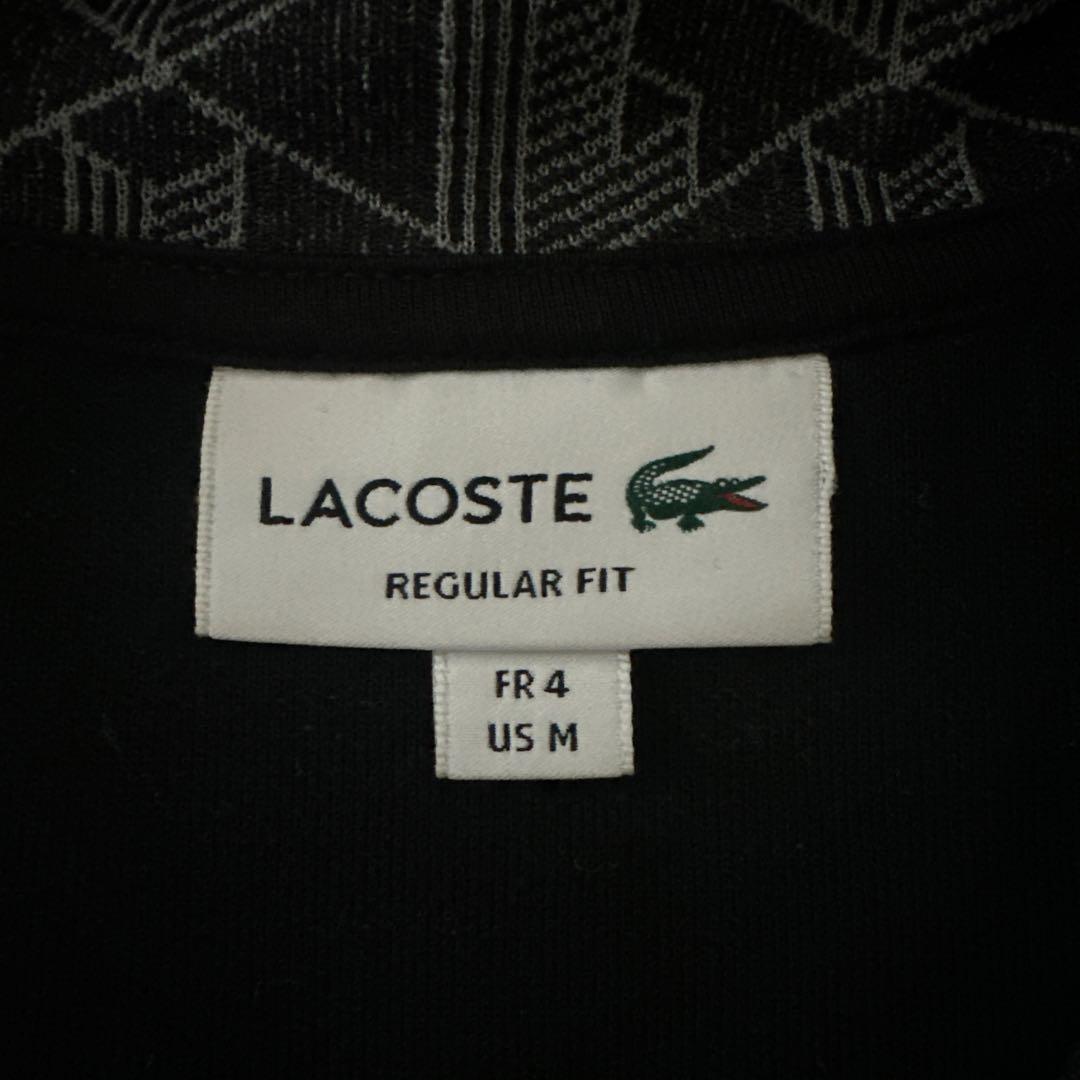 LACOSTE
REGULAR FIT
FR 4
US M